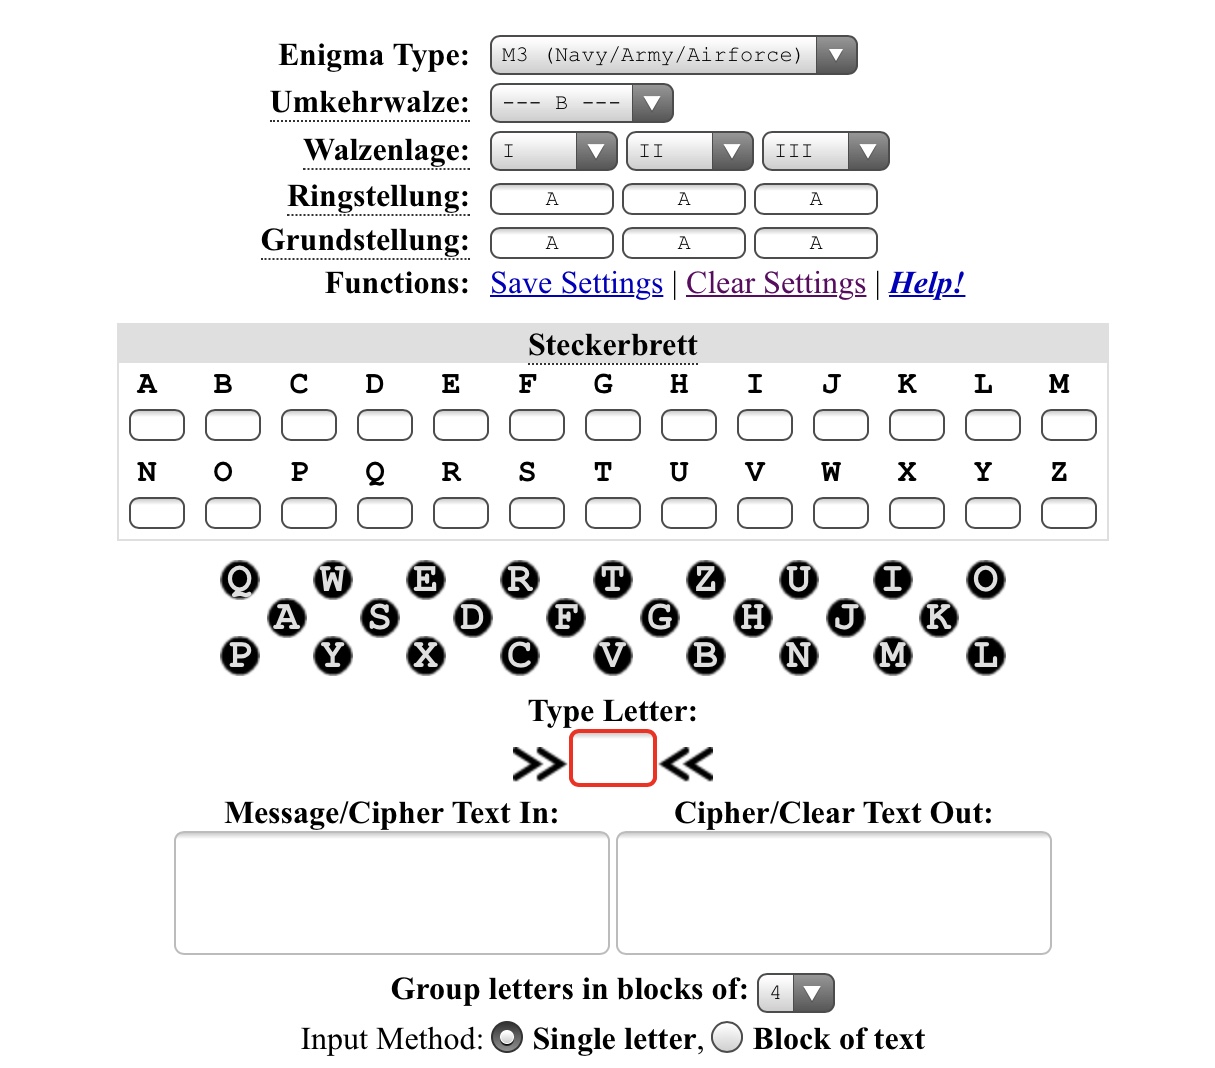 Enigma Type: M3 (Navy/Army/Airforce)
Umkehrwalze: --- B ---
Walzenlage: I II III
Ringstellung: A A A
Grundstellung: A A A
Functions: Save Settings | Clear Settings | Help!
Steckerbrett
A B C D E F G H I J K L M
N O P Q R S T U V W X Y Z
Q W E R T Z U I O
A S D F G H J K
P Y X C V B N M L
Type Letter:
>> <<
Message/Cipher Text In: Cipher/Clear Text Out:
Group letters in blocks of: 4
Input Method: Single letter, Block of text